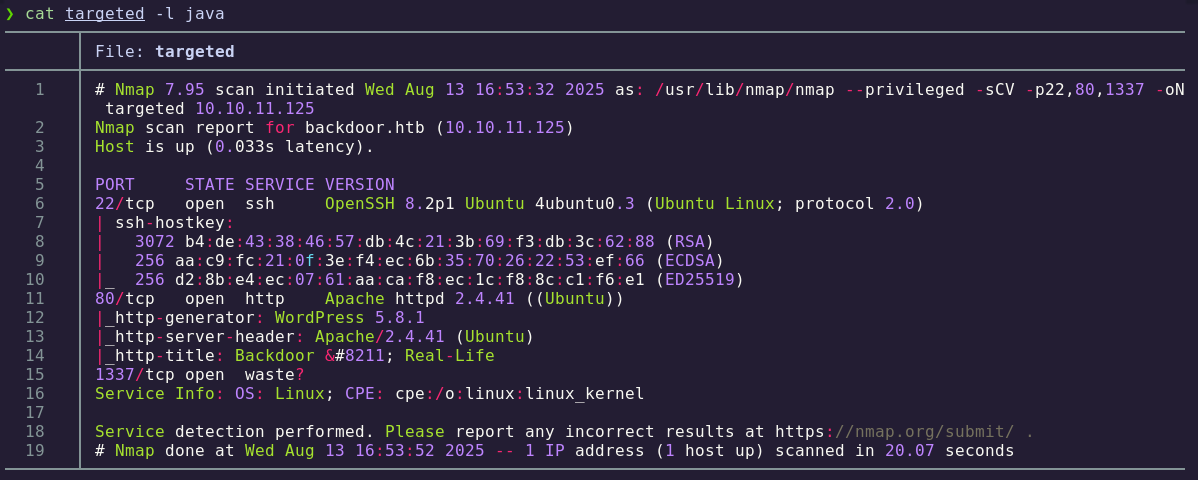 ❯ cat targeted -l java
File: targeted
1 # Nmap 7.95 scan initiated Wed Aug 13 16:53:32 2025 as: /usr/lib/nmap/nmap --privileged -sCV -p22,80,1337 -oN
targeted 10.10.11.125
2 Nmap scan report for backdoor.htb (10.10.11.125)
3 Host is up (0.033s latency).
4
5 PORT     STATE SERVICE VERSION
6 22/tcp   open  ssh     OpenSSH 8.2p1 Ubuntu 4ubuntu0.3 (Ubuntu Linux; protocol 2.0)
7 | ssh-hostkey:
8 |   3072 b4:de:43:38:46:57:db:4c:21:3b:69:f3:db:3c:62:88 (RSA)
9 |   256 aa:c9:fc:21:0f:3e:f4:ec:6b:35:70:26:22:53:ef:66 (ECDSA)
10 |_  256 d2:8b:e4:ec:07:61:aa:ca:f8:ec:1c:f8:8c:c1:f6:e1 (ED25519)
11 80/tcp   open  http    Apache httpd 2.4.41 ((Ubuntu))
12 |_http-generator: WordPress 5.8.1
13 |_http-server-header: Apache/2.4.41 (Ubuntu)
14 |_http-title: Backdoor &#8211; Real-Life
15 1337/tcp open  waste?
16 Service Info: OS: Linux; CPE: cpe:/o:linux:linux_kernel
17
18 Service detection performed. Please report any incorrect results at https://nmap.org/submit/ .
19 # Nmap done at Wed Aug 13 16:53:52 2025 -- 1 IP address (1 host up) scanned in 20.07 seconds